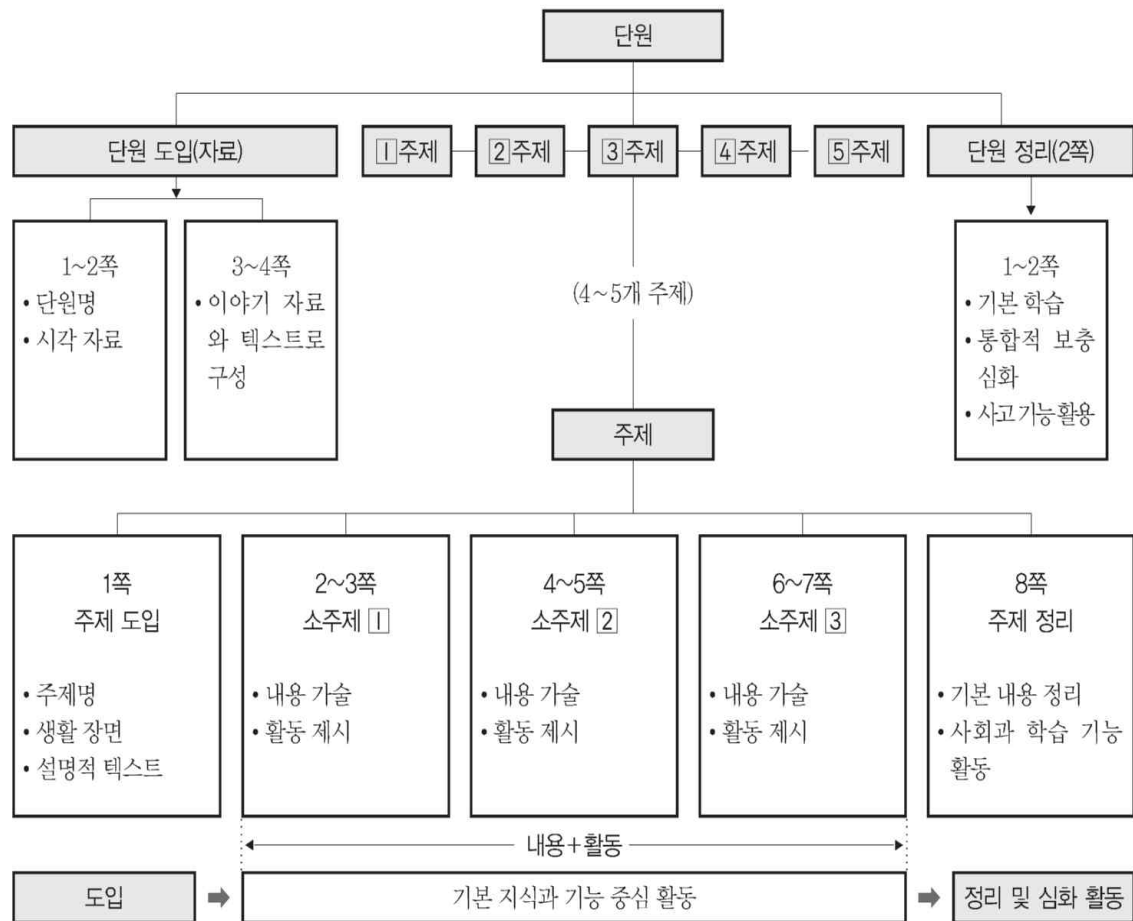 단원
단원 도입(자료)
1주제
2주제
3주제
4주제
5주제
단원 정리(2쪽)
1~2쪽
• 단원명
• 시각 자료
3~4쪽
• 이야기 자료
와 텍스트로
구성
(4~5개 주제)
1~2쪽
• 기본 학습
• 통합적 보충
심화
• 사고기능활용
주제
1쪽
주제 도입
• 주제명
• 생활 장면
• 설명적 텍스트
2~3쪽
소주제 1
• 내용 기술
• 활동 제시
4~5쪽
소주제 2
• 내용 기술
• 활동 제시
6~7쪽
소주제 3
• 내용 기술
• 활동 제시
8쪽
주제 정리
• 기본 내용 정리
• 사회과 학습 기능
활동
내용+활동
도입
기본 지식과 기능 중심 활동
정리 및 심화 활동